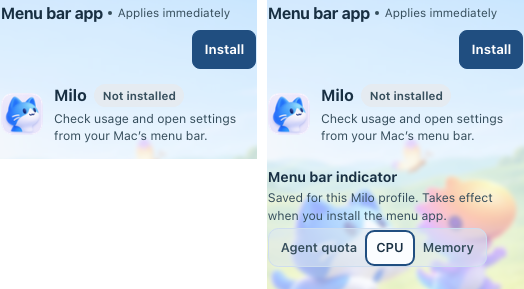 Menu bar app • Applies immediately
Install
Milo Not installed
Check usage and open settings
from your Mac's menu bar.
Menu bar app • Applies immediately
Install
Milo Not installed
Check usage and open settings
from your Mac's menu bar.
Menu bar indicator
Saved for this Milo profile. Takes effect
when you install the menu app.
Agent quota CPU Memory